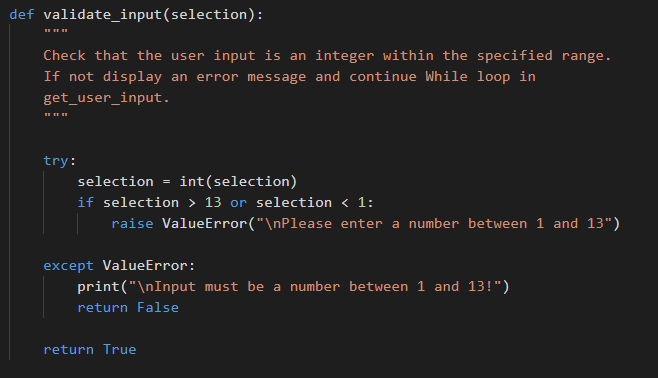 def validate_input(selection):
    """
    Check that the user input is an integer within the specified range.
    If not display an error message and continue While loop in
    get_user_input.
    """

    try:
        selection = int(selection)
        if selection > 13 or selection < 1:
            raise ValueError("\nPlease enter a number between 1 and 13")

    except ValueError:
        print("\nInput must be a number between 1 and 13!")
        return False

    return True